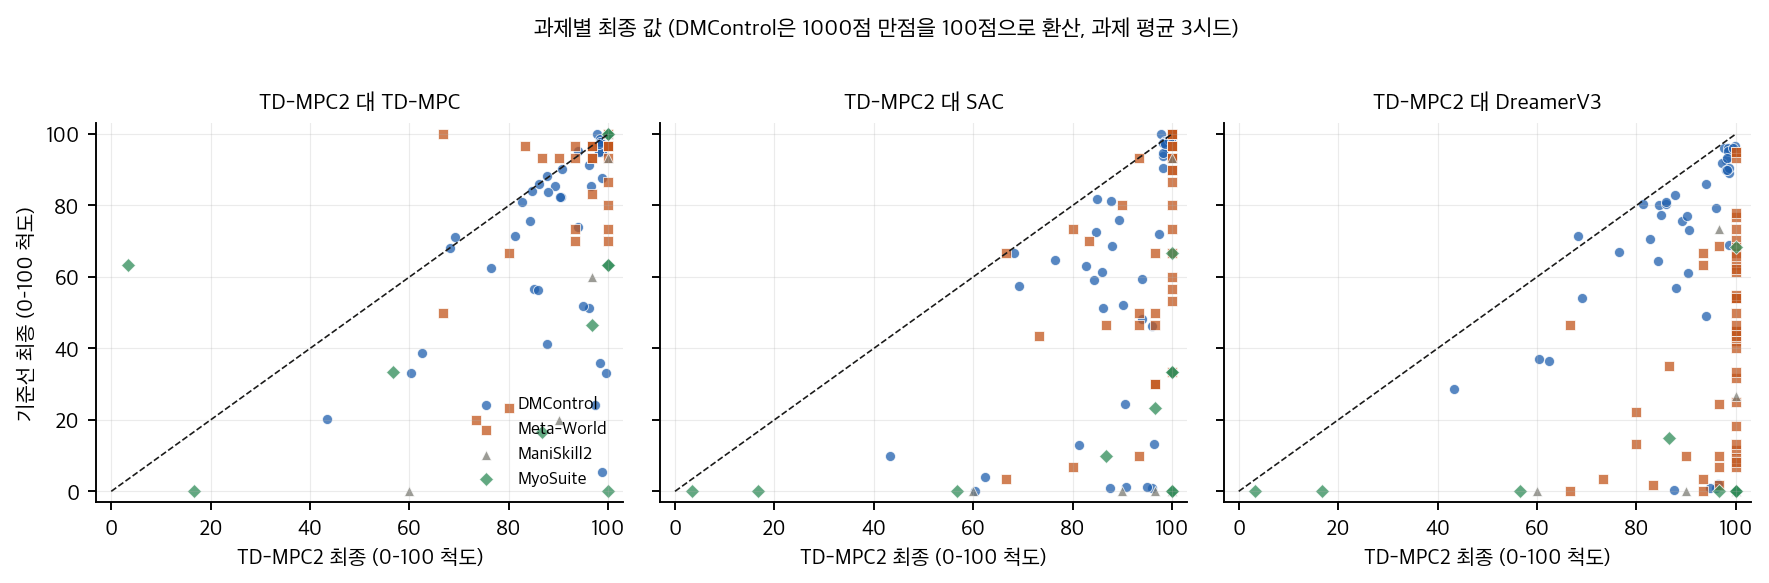 과제별 최종 값 (DMControl은 1000점 만점을 100점으로 환산, 과제 평균 3시드)
TD-MPC2 대 TD-MPC
TD-MPC2 대 SAC
TD-MPC2 대 DreamerV3
기준선 최종 (0-100 척도)
100
80
60
40
20
0
DMControl
Meta-World
ManiSkill2
MyoSuite
0 20 40 60 80 100
0 20 40 60 80 100
0 20 40 60 80 100
TD-MPC2 최종 (0-100 척도)
TD-MPC2 최종 (0-100 척도)
TD-MPC2 최종 (0-100 척도)